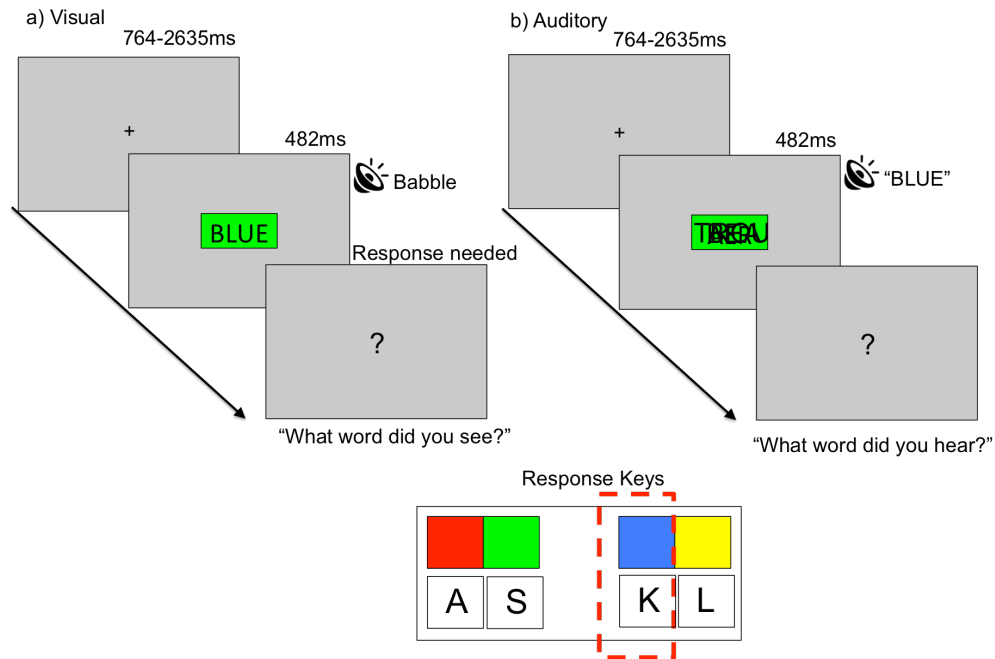 a) Visual
764-2635ms
+
482ms
Babble
BLUE
Response needed
?
“What word did you see?”
b) Auditory
764-2635ms
+
482ms
“BLUE”
?
“What word did you hear?”
Response Keys
A S K L